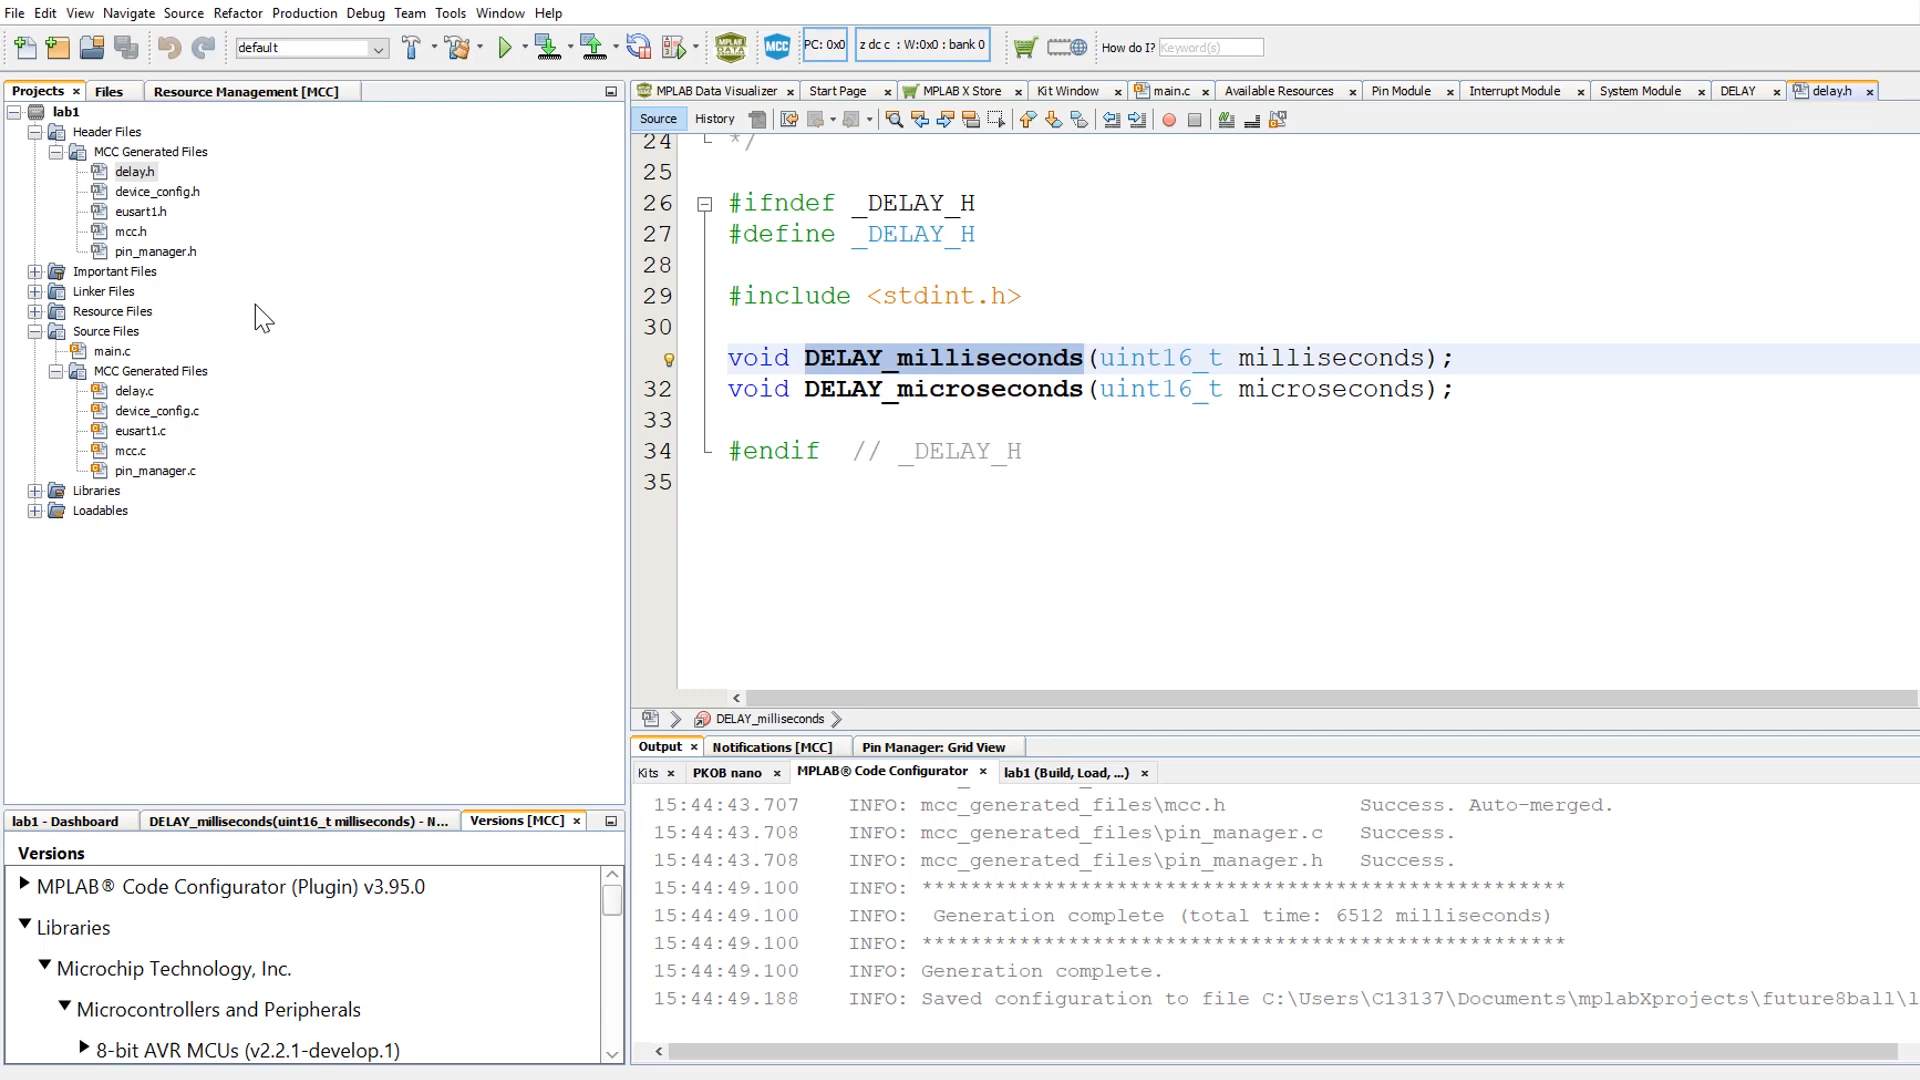 File Edit View Navigate Source Refactor Production Debug Team Tools Window Help
default
MPLAB DATA
MCC
PC: 0x0
z dc c : W:0x0 : bank 0
How do I? Keyword(s)
Projects Files Resource Management [MCC]
lab1
Header Files
MCC Generated Files
delay.h
device_config.h
eusart1.h
mcc.h
pin_manager.h
Important Files
Linker Files
Resource Files
Source Files
main.c
MCC Generated Files
delay.c
device_config.c
eusart1.c
mcc.c
pin_manager.c
Libraries
Loadables
lab1 - Dashboard DELAY_milliseconds(uint16_t milliseconds) - N... Versions [MCC]
Versions
MPLAB® Code Configurator (Plugin) v3.95.0
Libraries
Microchip Technology, Inc.
Microcontrollers and Peripherals
8-bit AVR MCUs (v2.2.1-develop.1)
MPLAB Data Visualizer Start Page MPLAB X Store Kit Window main.c Available Resources Pin Module Interrupt Module System Module DELAY delay.h
Source History
24 */
25
26 #ifndef _DELAY_H
27 #define _DELAY_H
28
29 #include <stdint.h>
30
void DELAY_milliseconds(uint16_t milliseconds);
32 void DELAY_microseconds(uint16_t microseconds);
33
34 #endif // _DELAY_H
35
DELAY_milliseconds
Output Notifications [MCC] Pin Manager: Grid View
Kits PKOB nano MPLAB® Code Configurator lab1 (Build, Load, ...)
15:44:43.707 INFO: mcc_generated_files\mcc.h Success. Auto-merged.
15:44:43.708 INFO: mcc_generated_files\pin_manager.c Success.
15:44:43.708 INFO: mcc_generated_files\pin_manager.h Success.
15:44:49.100 INFO: *****************************************************
15:44:49.100 INFO: Generation complete (total time: 6512 milliseconds)
15:44:49.100 INFO: *****************************************************
15:44:49.100 INFO: Generation complete.
15:44:49.188 INFO: Saved configuration to file C:\Users\C13137\Documents\mplabXprojects\future8ball\l